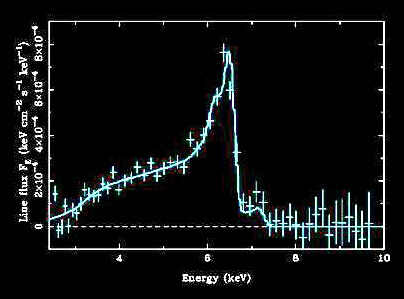 Line flux F_E (keV cm⁻² s⁻¹ keV⁻¹)
8×10⁻⁴
6×10⁻⁴
4×10⁻⁴
2×10⁻⁴
0
4 6 8 10
Energy (keV)